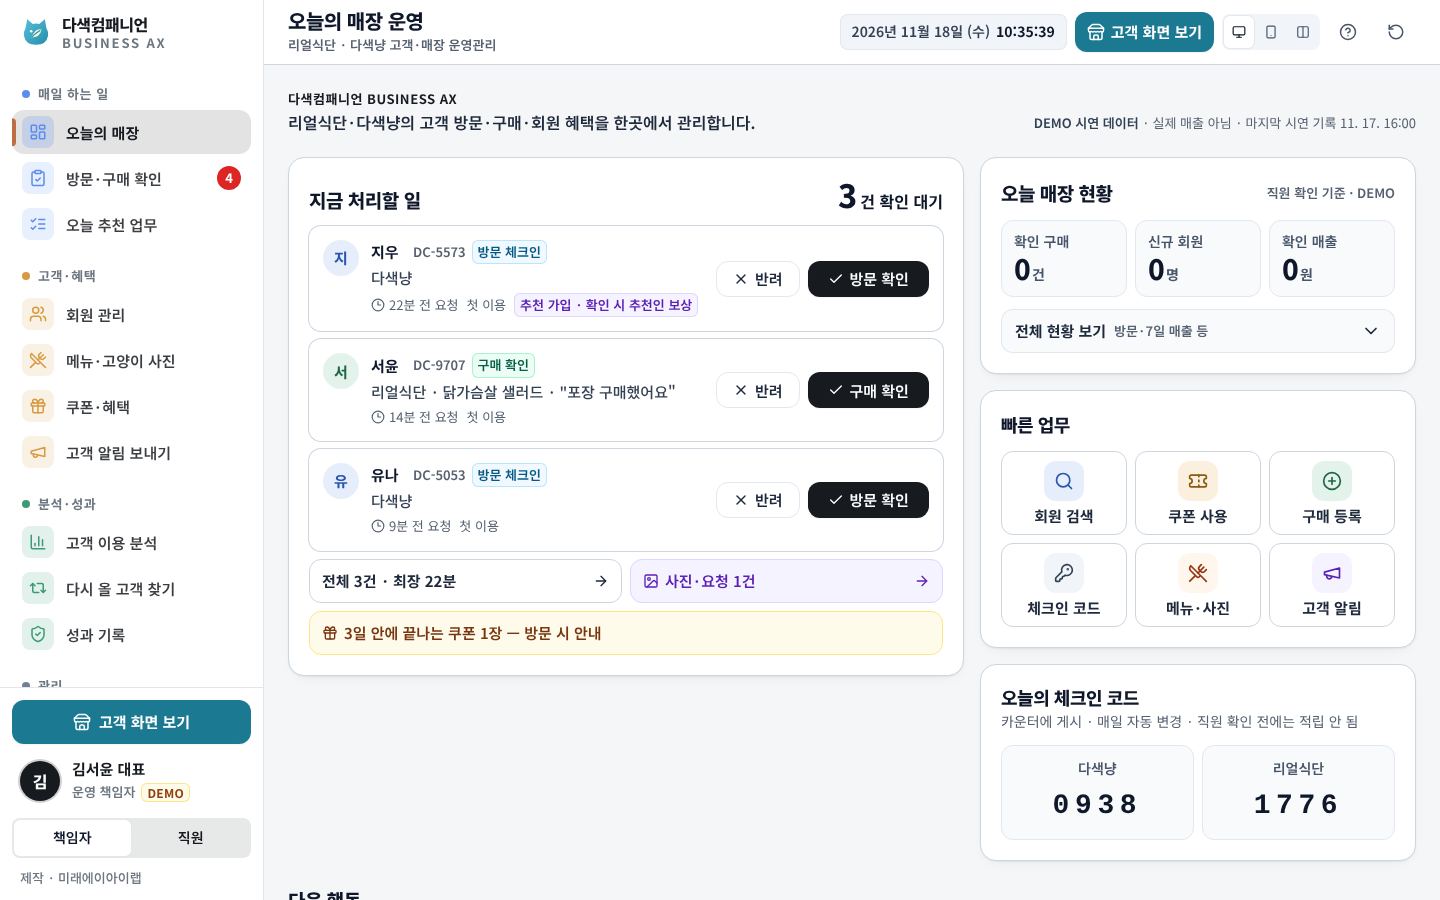 다색컴패니언
BUSINESS AX
매일 하는 일
오늘의 매장
방문·구매 확인 4
오늘 추천 업무
고객·혜택
회원 관리
메뉴·고양이 사진
쿠폰·혜택
고객 알림 보내기
분석·성과
고객 이용 분석
다시 올 고객 찾기
성과 기록
관리
고객 화면 보기
김 김서윤 대표
운영 책임자 DEMO
책임자 직원
제작 · 미래에이아이랩
오늘의 매장 운영
리얼식단 · 다색냥 고객·매장 운영관리
2026년 11월 18일 (수) 10:35:39
고객 화면 보기
다색컴패니언 BUSINESS AX
리얼식단·다색냥의 고객 방문·구매·회원 혜택을 한곳에서 관리합니다.
DEMO 시연 데이터 · 실제 매출 아님 · 마지막 시연 기록 11. 17. 16:00
지금 처리할 일
3건 확인 대기
지 지우 DC-5573 방문 체크인
다색냥
22분 전 요청 첫 이용 추천 가입 · 확인 시 추천인 보상
반려 방문 확인
서 서윤 DC-9707 구매 확인
리얼식단 · 닭가슴살 샐러드 · "포장 구매했어요"
14분 전 요청 첫 이용
반려 구매 확인
유 유나 DC-5053 방문 체크인
다색냥
9분 전 요청 첫 이용
반려 방문 확인
전체 3건 · 최장 22분
사진·요청 1건
3일 안에 끝나는 쿠폰 1장 — 방문 시 안내
오늘 매장 현황
직원 확인 기준 · DEMO
확인 구매 신규 회원 확인 매출
0건 0명 0원
전체 현황 보기 방문·7일 매출 등
빠른 업무
회원 검색 쿠폰 사용 구매 등록
체크인 코드 메뉴·사진 고객 알림
오늘의 체크인 코드
카운터에 게시 · 매일 자동 변경 · 직원 확인 전에는 적립 안 됨
다색냥 리얼식단
0938 1776
다음 행동